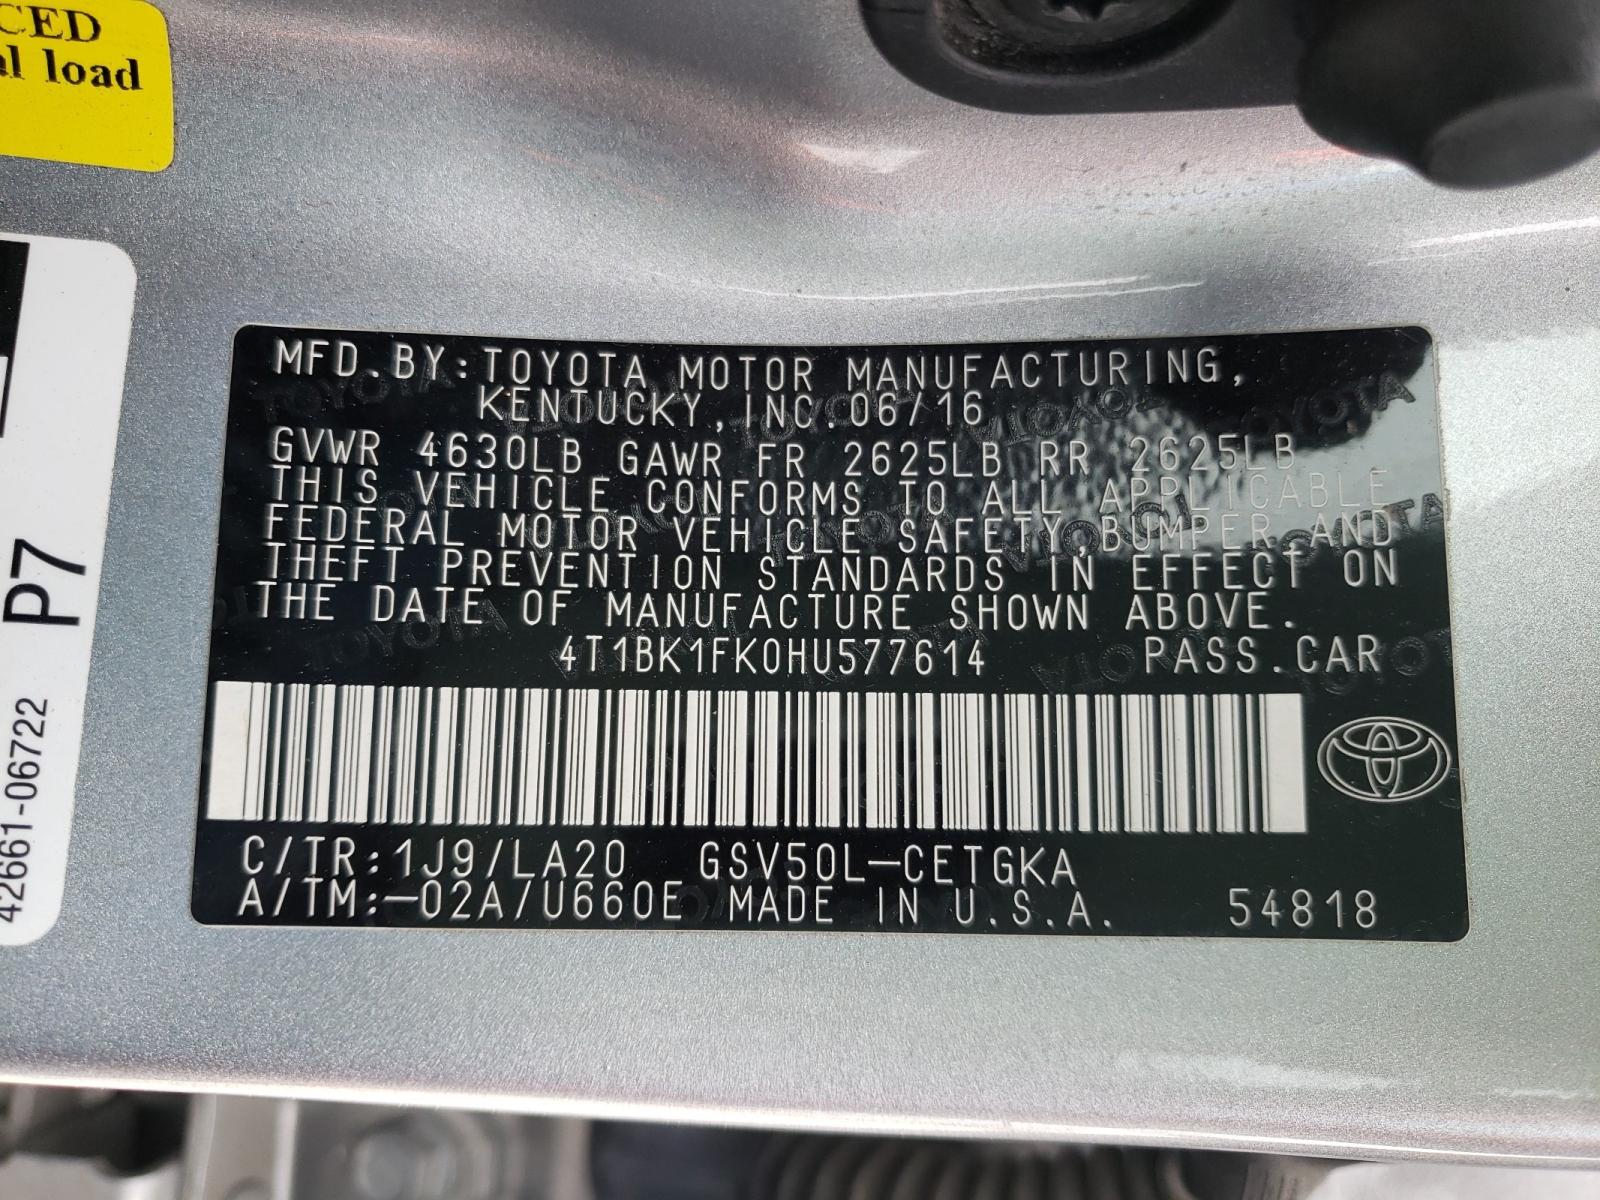 CED
al load
P7
42661-06722
MFD.BY:TOYOTA MOTOR MANUFACTURING,
KENTUCKY,INC.06/16
GVWR 4630LB GAWR FR 2625LB RR 2625LB
THIS VEHICLE CONFORMS TO ALL APPLICABLE
FEDERAL MOTOR VEHICLE SAFETY,BUMPER,AND
THEFT PREVENTION STANDARDS IN EFFECT ON
THE DATE OF MANUFACTURE SHOWN ABOVE.
4T1BK1FK0HU577614 PASS.CAR
C/TR:1J9/LA20 GSV50L-CETGKA
A/TM:-02A/U660E MADE IN U.S.A. 54818